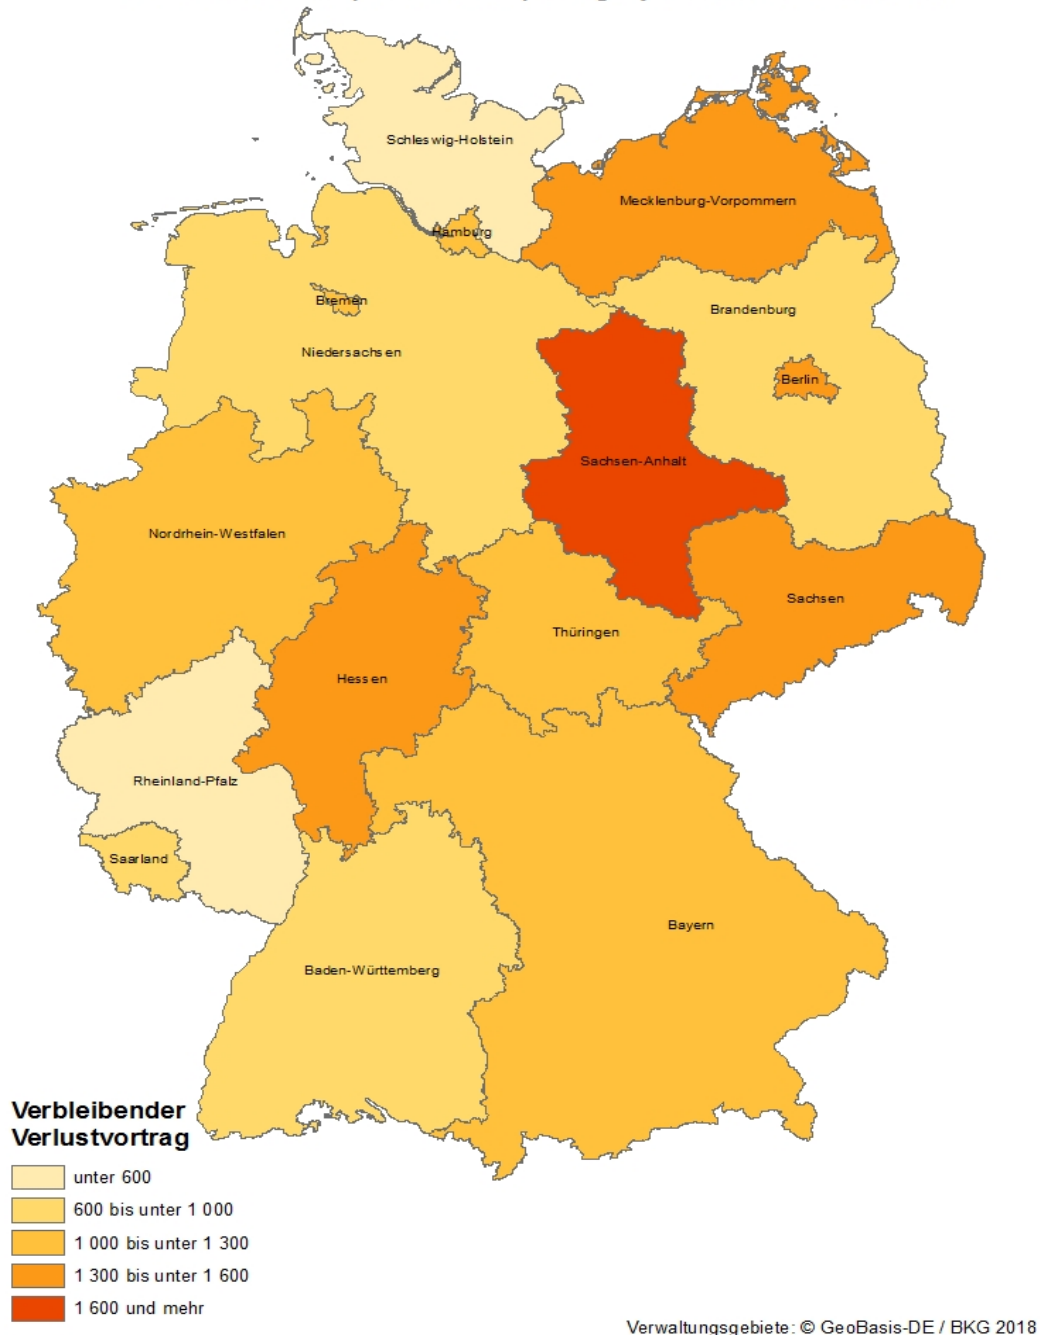 Schleswig-Holstein
Mecklenburg-Vorpommern
Hamburg
Bremen
Brandenburg
Niedersachsen
Berlin
Sachsen-Anhalt
Nordrhein-Westfalen
Sachsen
Thüringen
Hessen
Rheinland-Pfalz
Saarland
Bayern
Baden-Württemberg
Verbleibender
Verlustvortrag
unter 600
600 bis unter 1 000
1 000 bis unter 1 300
1 300 bis unter 1 600
1 600 und mehr
Verwaltungsgebiete: © GeoBasis-DE / BKG 2018